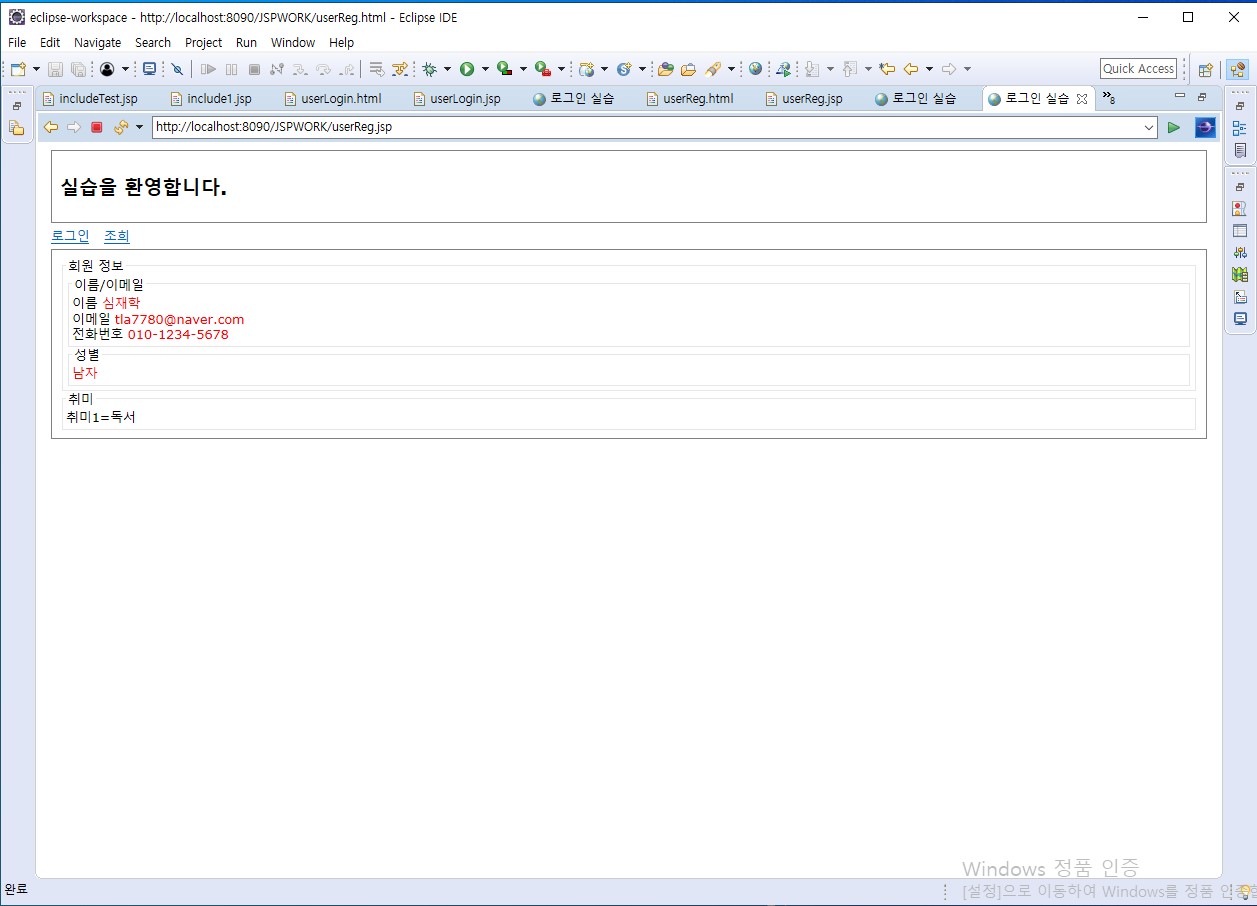 eclipse-workspace - http://localhost:8090/JSPWORK/userReg.html - Eclipse IDE
File Edit Navigate Search Project Run Window Help
Quick Access
includeTest.jsp include1.jsp userLogin.html userLogin.jsp 로그인 실습 userReg.html userReg.jsp 로그인 실습 로그인 실습 »8
http://localhost:8090/JSPWORK/userReg.jsp
실습을 환영합니다.
로그인 조회
회원 정보
이름/이메일
이름 심재학
이메일 tla7780@naver.com
전화번호 010-1234-5678
성별
남자
취미
취미1=독서
Windows 정품 인증
[설정]으로 이동하여 Windows를 정품 인증합
완료